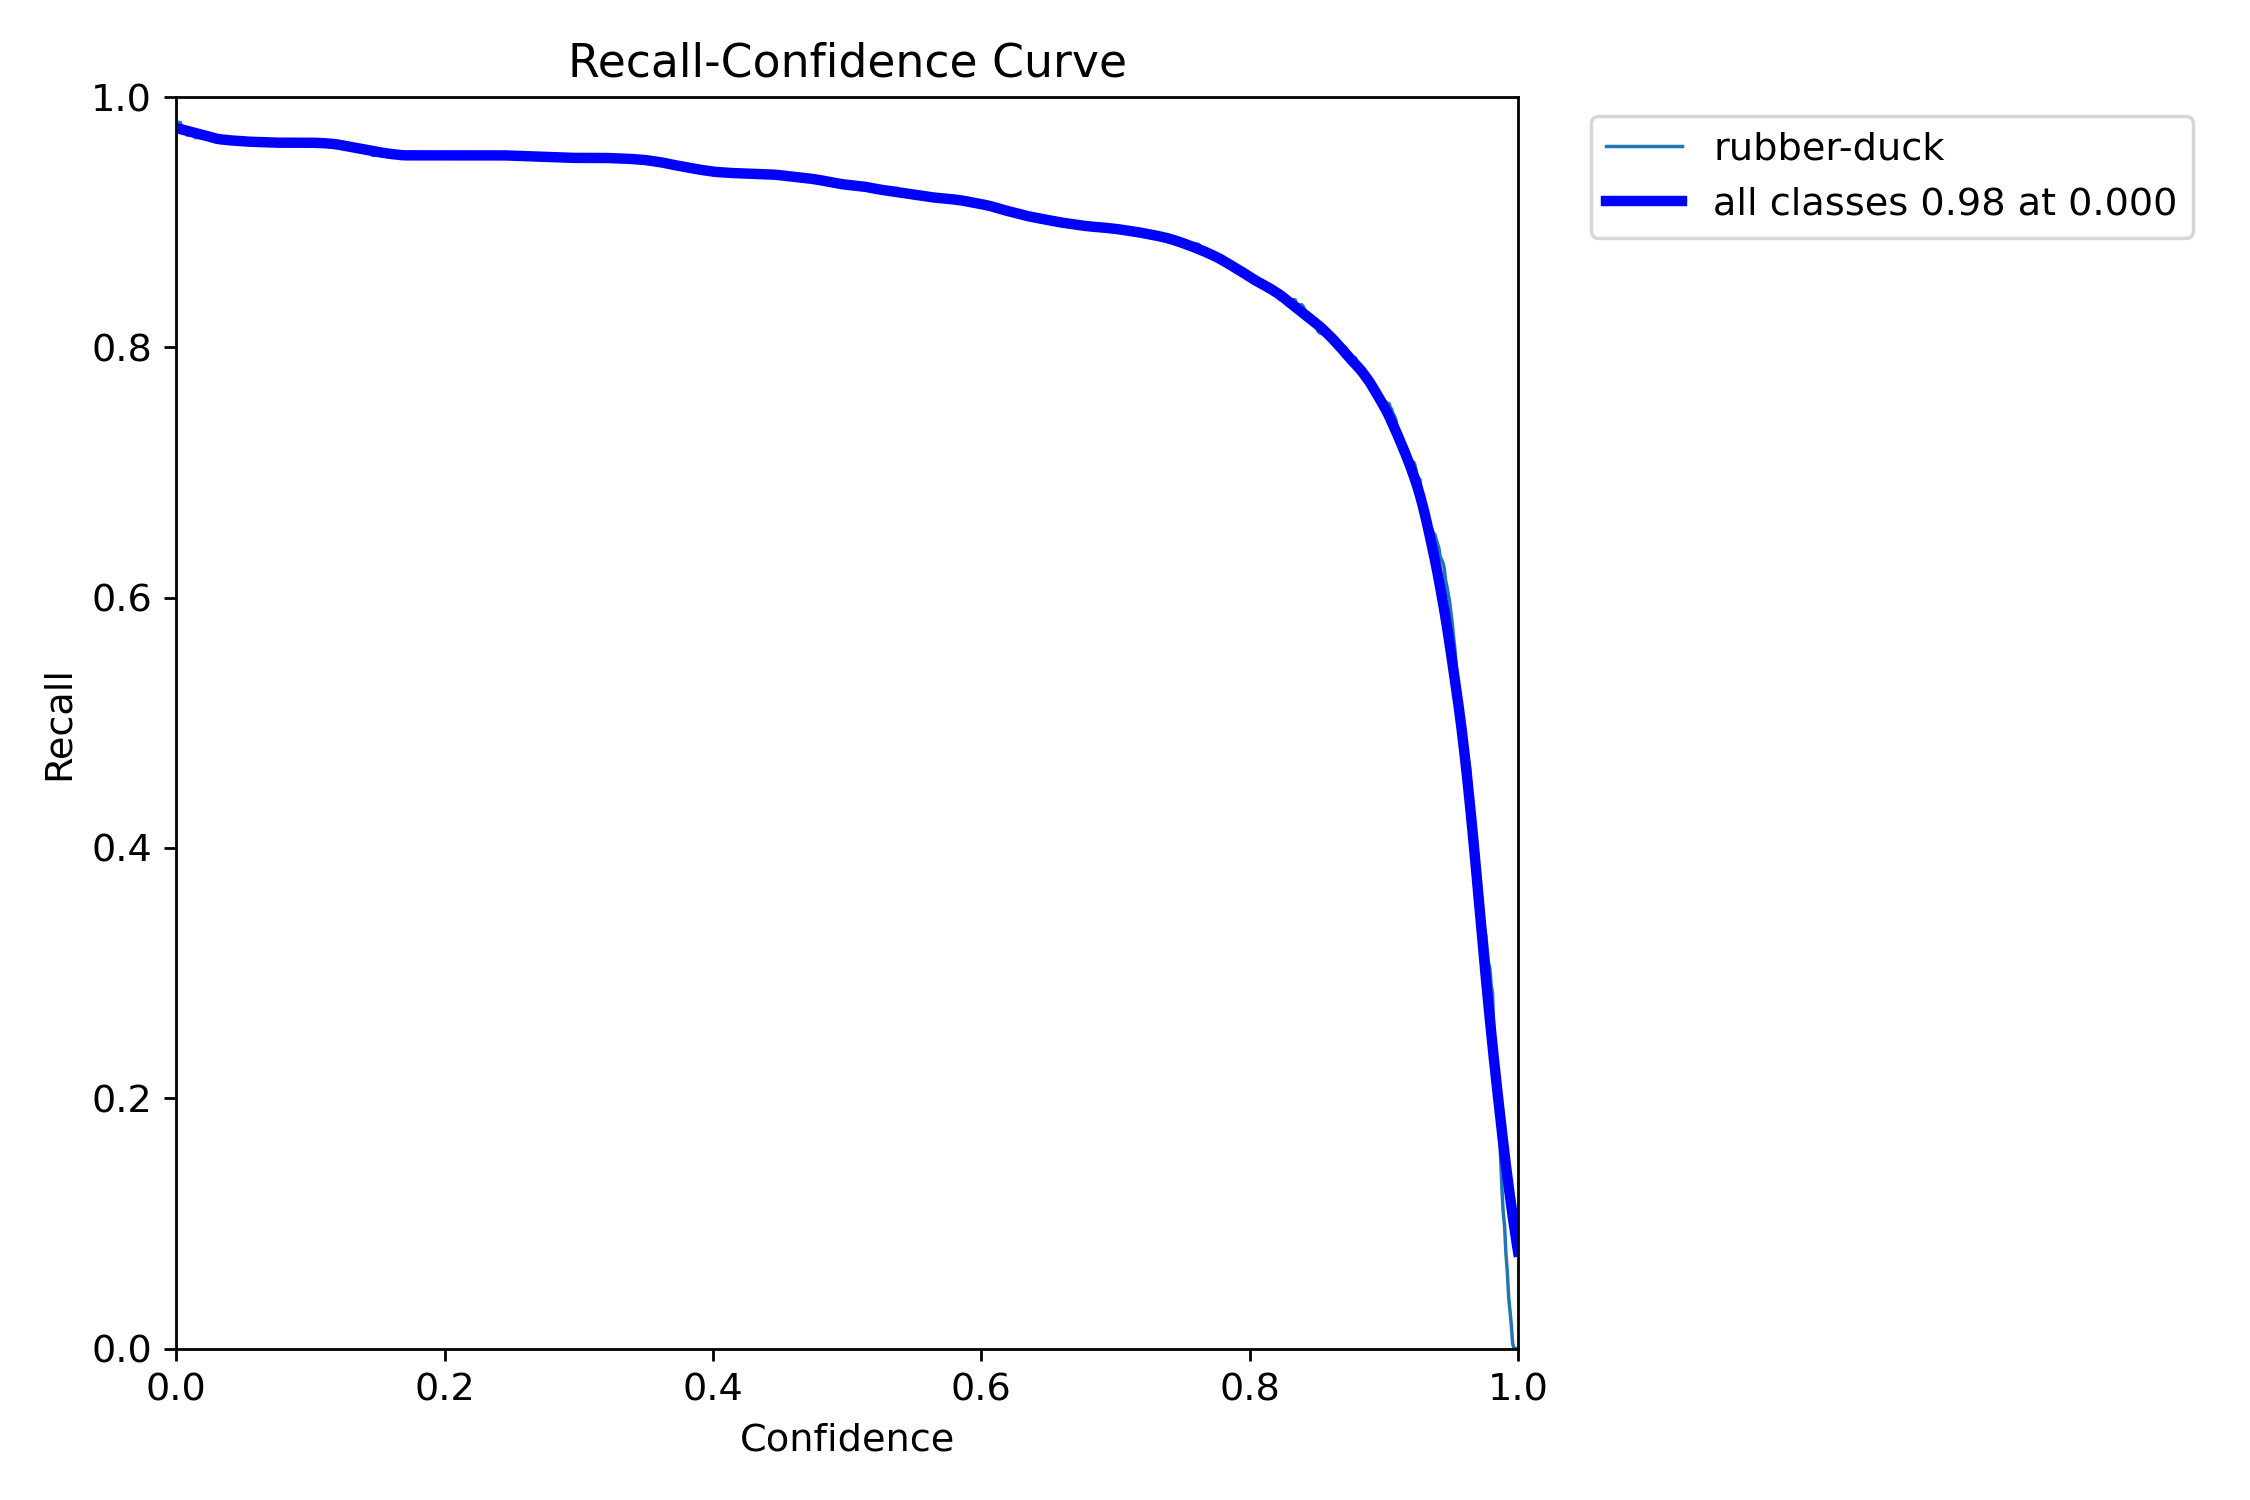 Recall-Confidence Curve
1.0
0.8
0.6
0.4
0.2
0.0
Recall
0.0 0.2 0.4 0.6 0.8 1.0
Confidence
rubber-duck
all classes 0.98 at 0.000